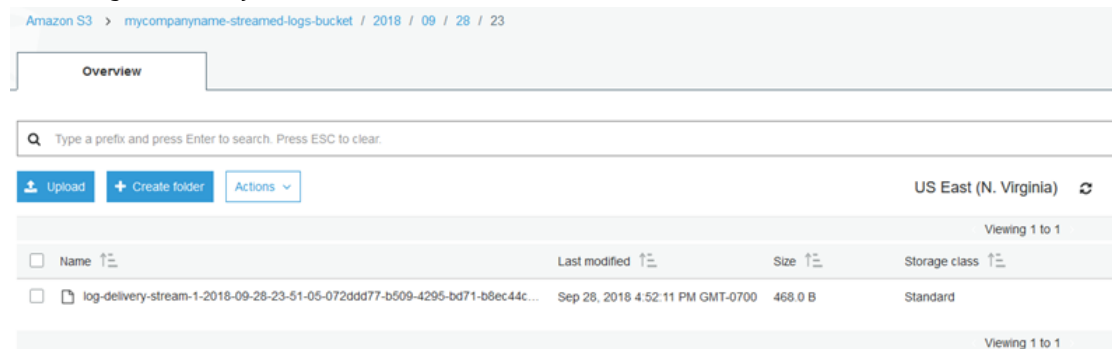 Amazon S3 > mycompanyname-streamed-logs-bucket / 2018 / 09 / 28 / 23
Overview
Type a prefix and press Enter to search. Press ESC to clear.
Upload + Create folder Actions US East (N. Virginia)
Viewing 1 to 1
Name Last modified Size Storage class
log-delivery-stream-1-2018-09-28-23-51-05-072ddd77-b509-4295-bd71-b8ec44c... Sep 28, 2018 4:52:11 PM GMT-0700 468.0 B Standard
Viewing 1 to 1